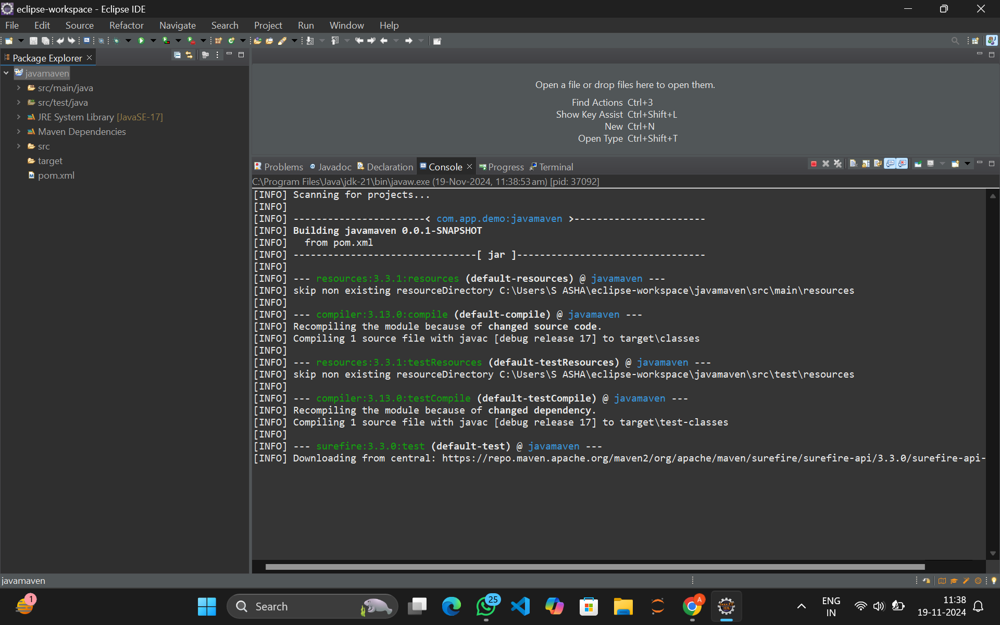 eclipse-workspace - Eclipse IDE
File Edit Source Refactor Navigate Search Project Run Window Help
Package Explorer
javamaven
src/main/java
src/test/java
JRE System Library [JavaSE-17]
Maven Dependencies
src
target
pom.xml
Open a file or drop files here to open them.
Find Actions Ctrl+3
Show Key Assist Ctrl+Shift+L
New Ctrl+N
Open Type Ctrl+Shift+T
Problems Javadoc Declaration Console Progress Terminal
C:\Program Files\Java\jdk-21\bin\javaw.exe (19-Nov-2024, 11:38:53 am) [pid: 37092]
[INFO] Scanning for projects...
[INFO]
[INFO] -----------------------< com.app.demo:javamaven >-----------------------
[INFO] Building javamaven 0.0.1-SNAPSHOT
[INFO]   from pom.xml
[INFO] --------------------------------[ jar ]---------------------------------
[INFO]
[INFO] --- resources:3.3.1:resources (default-resources) @ javamaven ---
[INFO] skip non existing resourceDirectory C:\Users\S ASHA\eclipse-workspace\javamaven\src\main\resources
[INFO]
[INFO] --- compiler:3.13.0:compile (default-compile) @ javamaven ---
[INFO] Recompiling the module because of changed source code.
[INFO] Compiling 1 source file with javac [debug release 17] to target\classes
[INFO]
[INFO] --- resources:3.3.1:testResources (default-testResources) @ javamaven ---
[INFO] skip non existing resourceDirectory C:\Users\S ASHA\eclipse-workspace\javamaven\src\test\resources
[INFO]
[INFO] --- compiler:3.13.0:testCompile (default-testCompile) @ javamaven ---
[INFO] Recompiling the module because of changed dependency.
[INFO] Compiling 1 source file with javac [debug release 17] to target\test-classes
[INFO]
[INFO] --- surefire:3.3.0:test (default-test) @ javamaven ---
[INFO] Downloading from central: https://repo.maven.apache.org/maven2/org/apache/maven/surefire/surefire-api/3.3.0/surefire-api-
javamaven
1
Search
25
A
Java EE
IDE
ENG
IN
11:38
19-11-2024